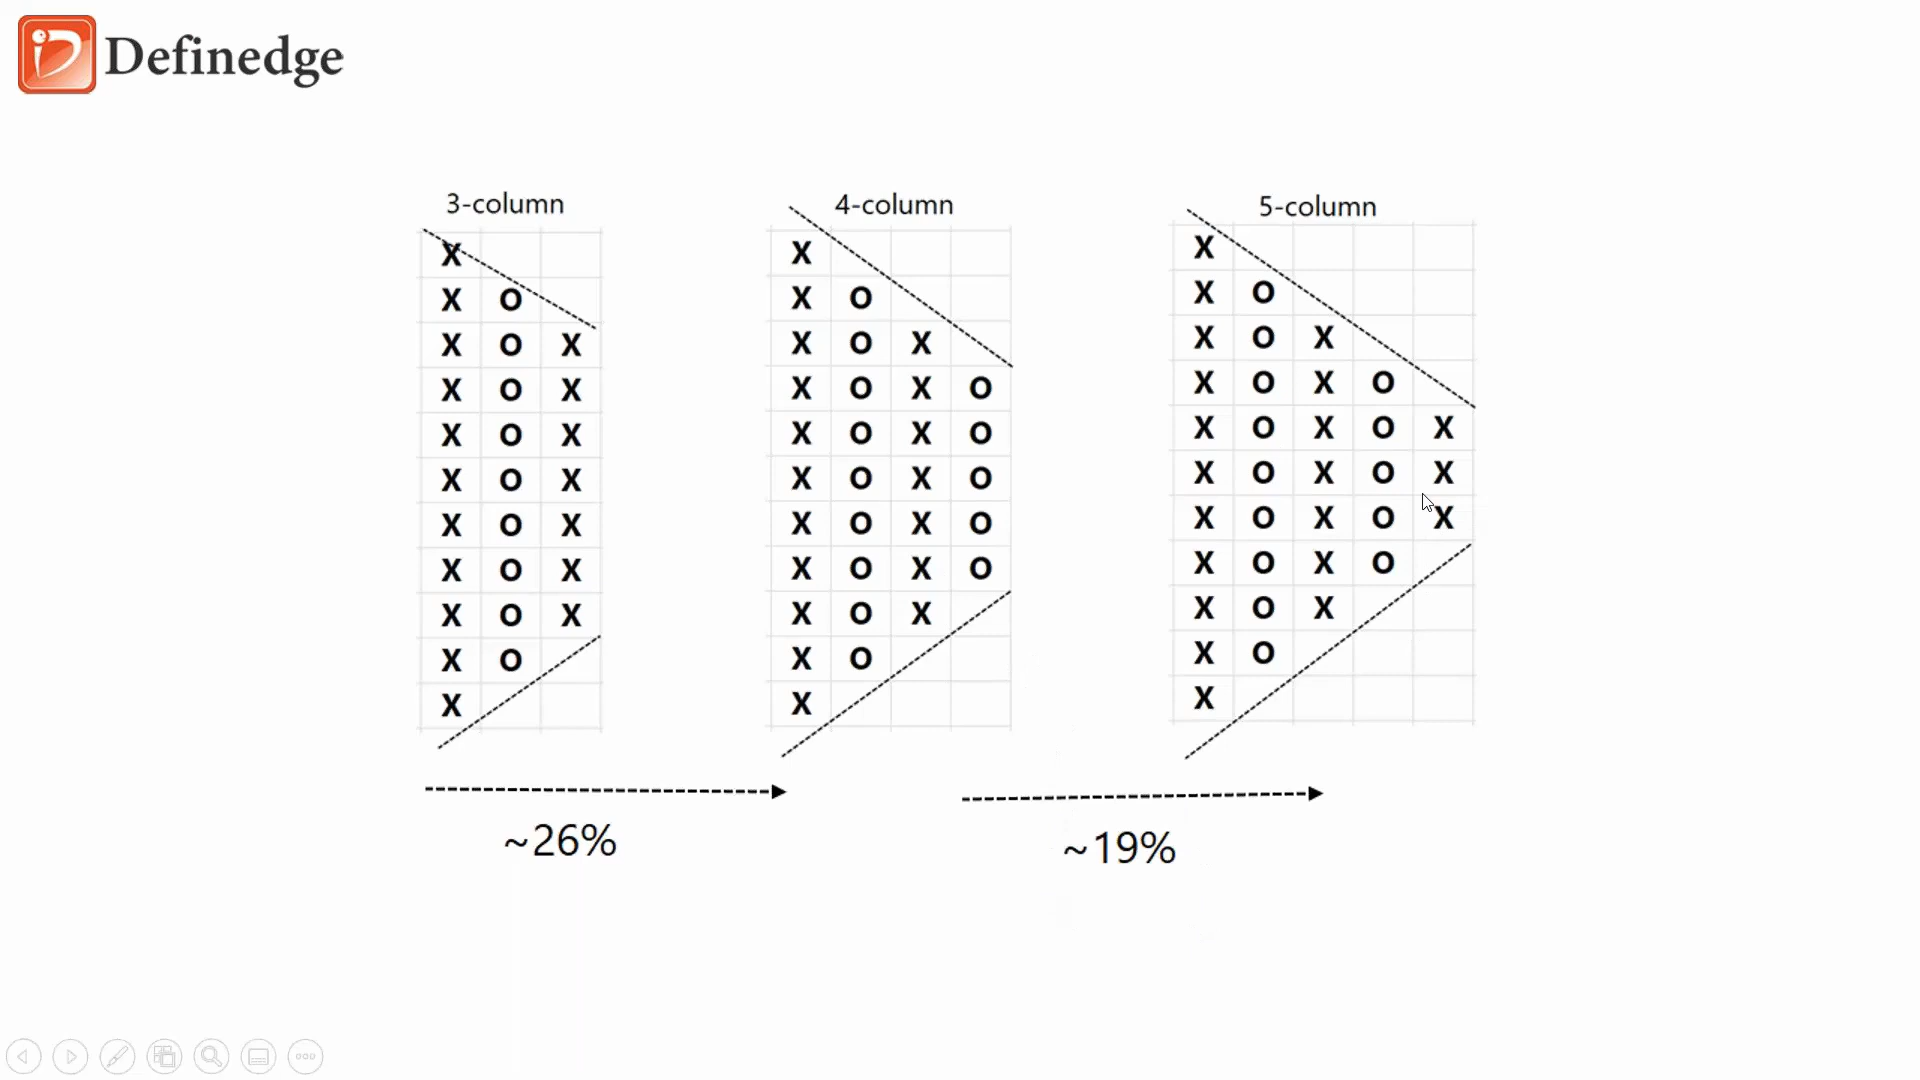 Definedge
3-column
4-column
5-column
X
X O
X O X
X O X
X O X
X O X
X O X
X O X
X O X
X O
X
X
X O
X O X
X O X O
X O X O
X O X O
X O X O
X O X O
X O X
X O
X
X
X O
X O X
X O X O
X O X O X
X O X O X
X O X O X
X O X O
X O X
X O
X
~26%
~19%